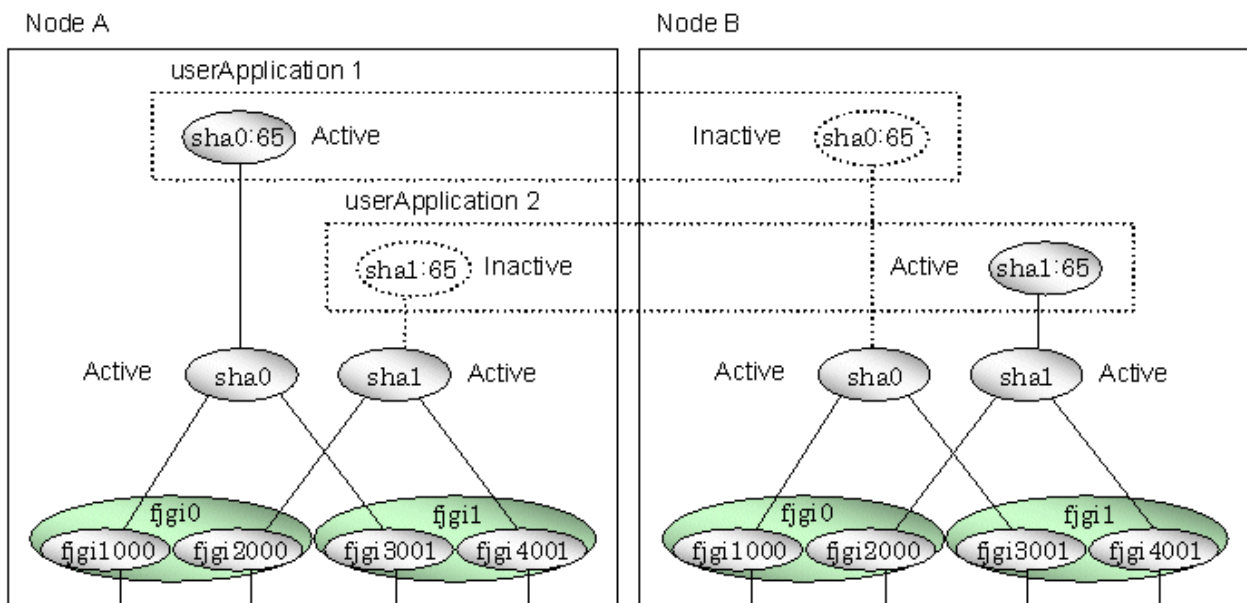 Node A
Node B
userApplication 1
sha0:65 Active
Inactive sha0:65
userApplication 2
sha1:65 Inactive
Active sha1:65
Active sha0 sha1 Active
Active sha0 sha1 Active
fjgi0 fjgi1
fjgi0 fjgi1
fjgi1000 fjgi2000 fjgi3001 fjgi4001
fjgi1000 fjgi2000 fjgi3001 fjgi4001